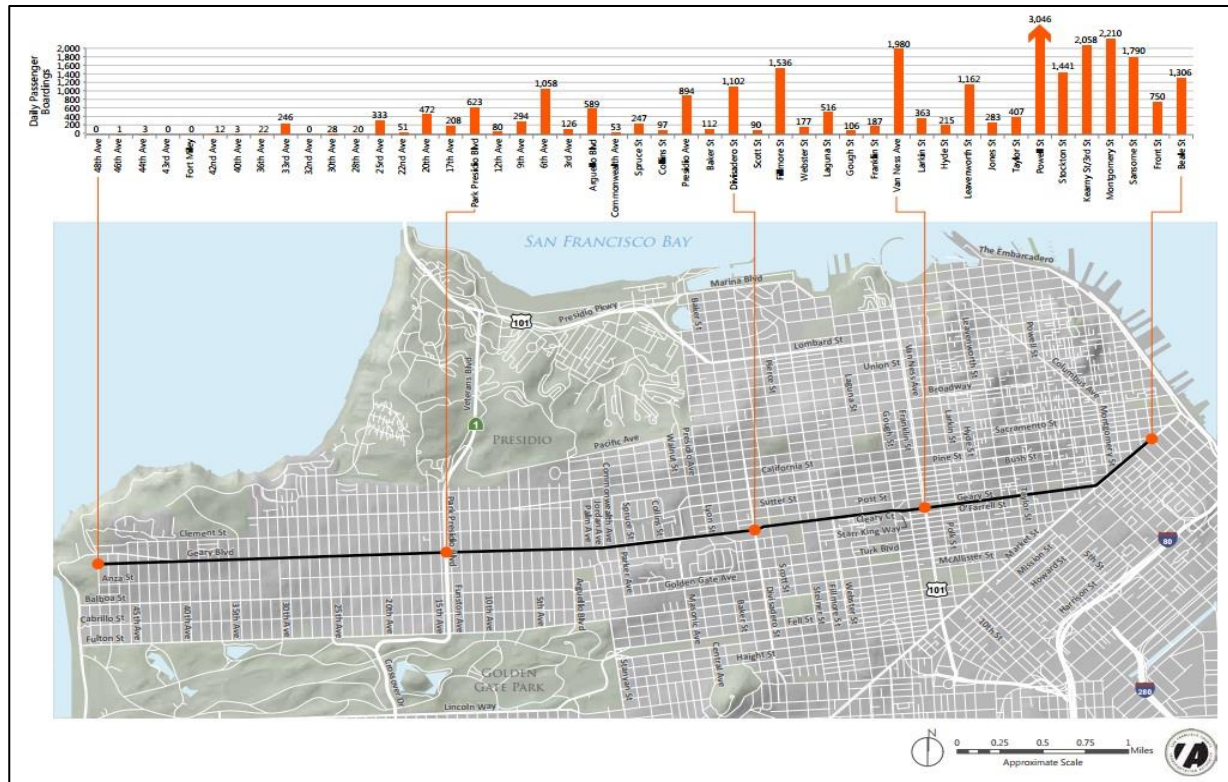 3,046
2,000
1,800
1,600
1,400
1,200
1,000
800
600
400
200
0
Daily Passenger
Boardings
0 1 3 0 0 12 3 22 246 0 28 20 333 51 472 208 623 80 294 1,058 126 589 53 247 97 894 112 1,102 90 1,536 177 516 106 187 1,980 363 215 1,162 283 407 1,441 2,058 2,210 1,790 750 1,306
48th Ave
46th Ave
44th Ave
43rd Ave
Fort Miley
42nd Ave
40th Ave
36th Ave
33rd Ave
32nd Ave
30th Ave
28th Ave
25th Ave
22nd Ave
20th Ave
17th Ave
Park Presidio Blvd
12th Ave
9th Ave
6th Ave
3rd Ave
Arguello Blvd
Commonwealth Ave
Spruce St
Collins St
Presidio Ave
Baker St
Divisadero St
Scott St
Fillmore St
Webster St
Laguna St
Gough St
Franklin St
Van Ness Ave
Larkin St
Hyde St
Leavenworth St
Jones St
Taylor St
Powell St
Stockton St
Kearny St/3rd St
Montgomery St
Sansome St
Front St
Beale St
SAN FRANCISCO BAY
The Embarcadero
Marina Blvd
Presidio Pkwy
101
Baker St
Lombard St
Union St
Van Ness Ave
Leavenworth St
Powell St
Columbus Ave
Veterans Blvd
Pierce St
Laguna St
Broadway
1
PRESIDIO
Pacific Ave
Walnut St
Presidio Ave
Gough St
Franklin St
Larkin St
Hyde St
Sacramento St
Montgomery St
California St
Pine St
Bush St
Park Presidio Blvd
Commonwealth Ave
Jordan Ave
Palm Ave
Spruce St
Collins St
Lyon St
Sutter St
Post St
Geary St
O'Farrell St
Taylor St
Clement St
Geary Blvd
Cleary Ct
Starr King Way
Turk Blvd
Polk St
McAllister St
Market St
Mission St
Howard St
5th St
Harrison St
80
Anza St
Balboa St
Cabrillo St
Fulton St
45th Ave
40th Ave
35th Ave
30th Ave
25th Ave
20th Ave
15th Ave
Funston Ave
10th Ave
5th Ave
Arguello Blvd
Parker Ave
Golden Gate Ave
Masonic Ave
Baker St
Scott St
Divisadero St
Steiner St
Fillmore St
Webster St
Fell St
101
10th St
Haight St
Stanyan St
Central Ave
Crossover Dr
GOLDEN
GATE PARK
Lincoln Way
280
N
0 0.25 0.5 0.75 1
Miles
Approximate Scale